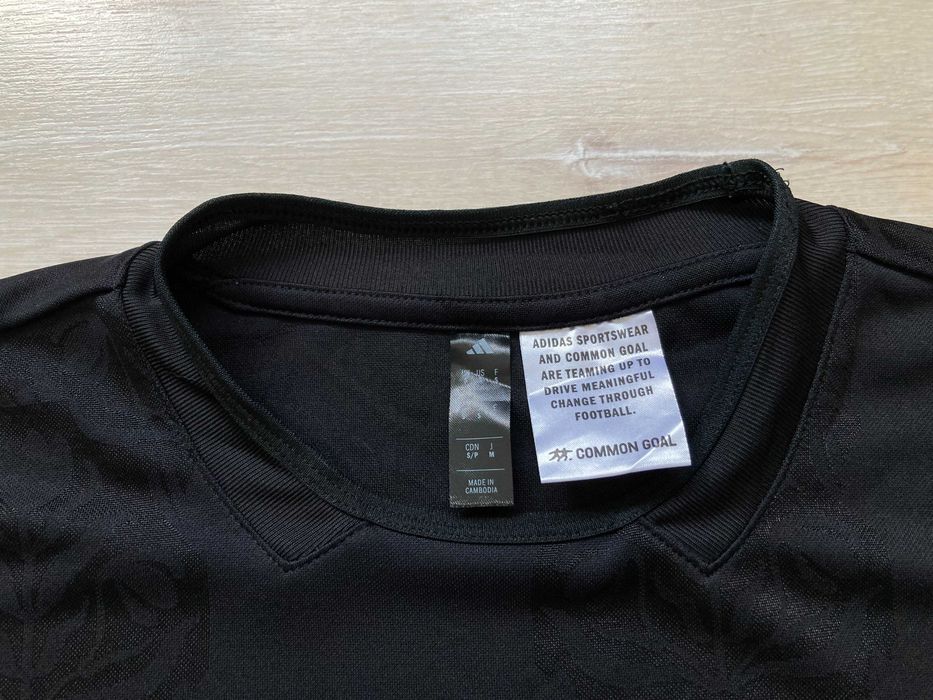 US F
CDN J
S/P M
MADE IN
CAMBODIA
ADIDAS SPORTSWEAR
AND COMMON GOAL
ARE TEAMING UP TO
DRIVE MEANINGFUL
CHANGE THROUGH
FOOTBALL.
COMMON GOAL